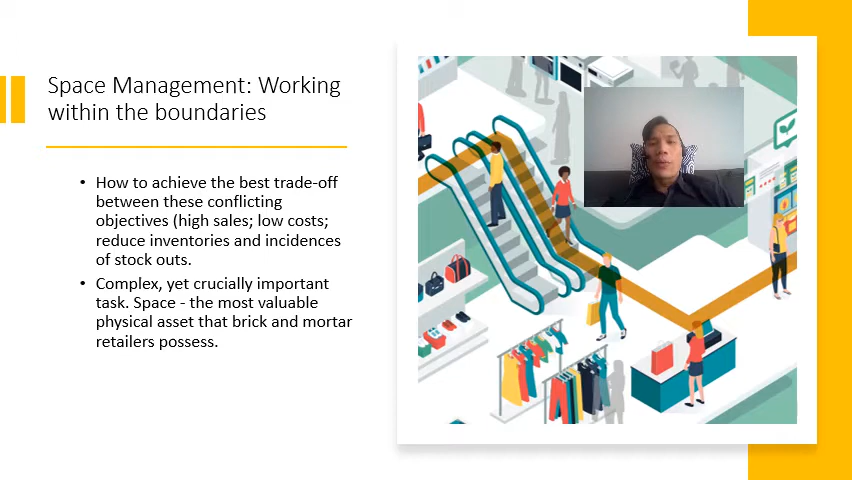 Space Management: Working
within the boundaries
• How to achieve the best trade-off
between these conflicting
objectives (high sales; low costs;
reduce inventories and incidences
of stock outs.
• Complex, yet crucially important
task. Space - the most valuable
physical asset that brick and mortar
retailers possess.